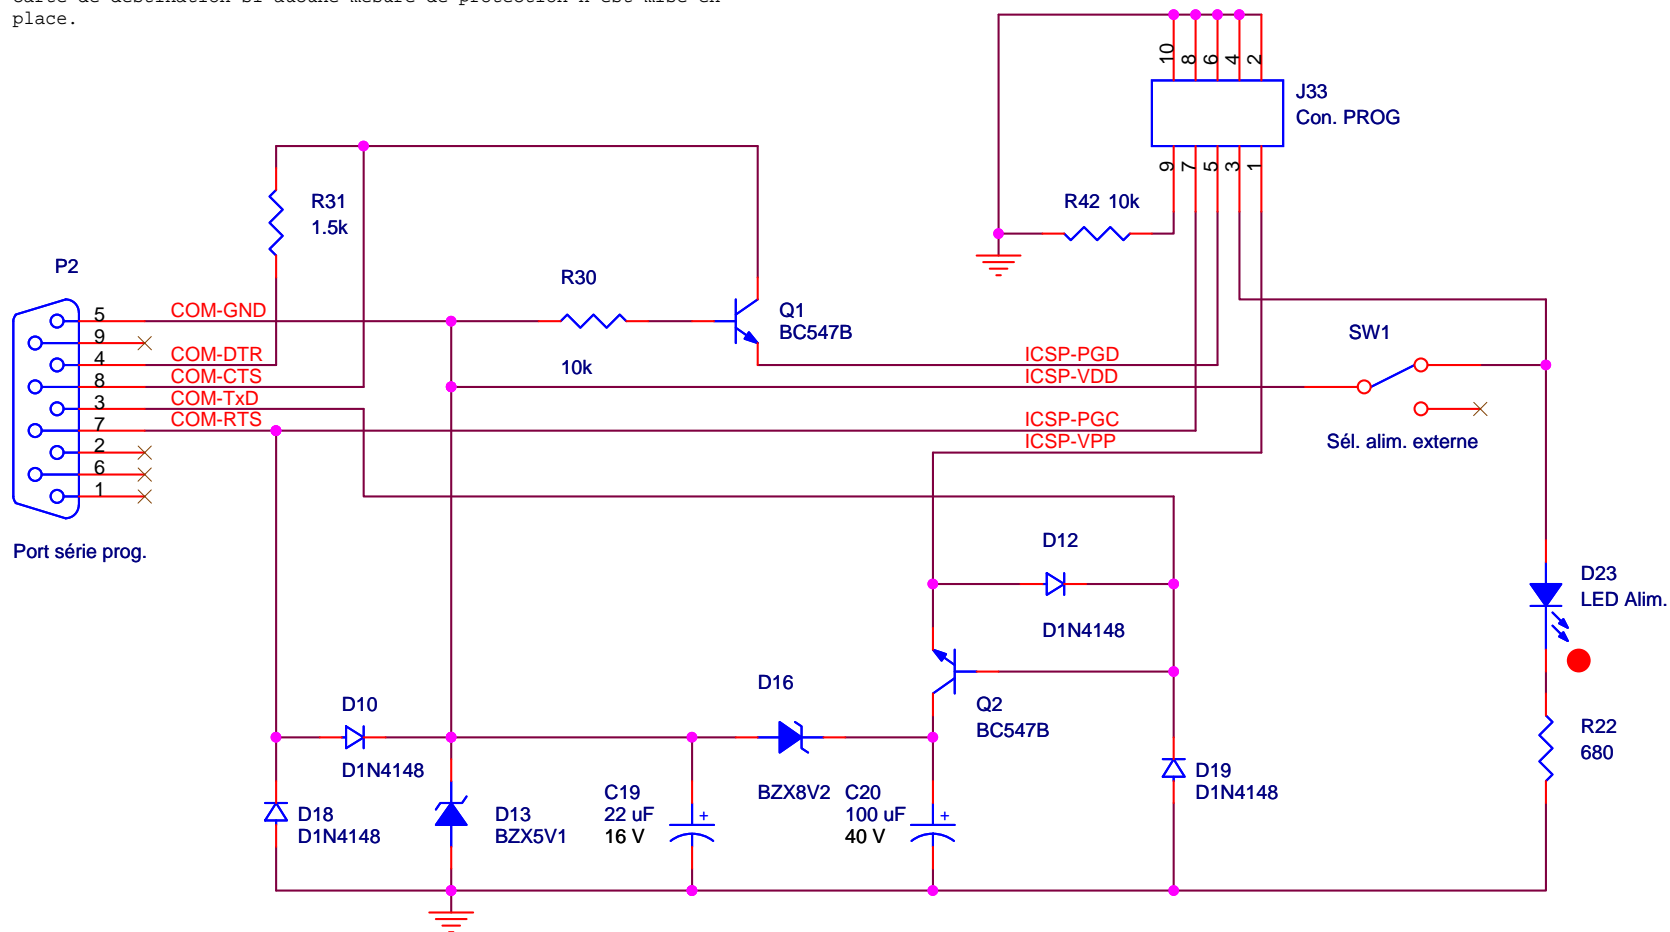 place.
10
8
6
4
2
J33
Con. PROG
9
7
5
3
1
R42 10k
R31
1.5k
P2
R30
10k
Q1
BC547B
SW1
5
COM-GND
9
4
COM-DTR
8
COM-CTS
3
COM-TxD
7
COM-RTS
2
6
1
ICSP-PGD
ICSP-VDD
ICSP-PGC
ICSP-VPP
Sél. alim. externe
Port série prog.
D12
D1N4148
D23
LED Alim.
D16
BZX8V2
Q2
BC547B
D10
D1N4148
R22
680
D19
D1N4148
D18
D1N4148
D13
BZX5V1
C19
22 uF
16 V
+
C20
100 uF
40 V
+